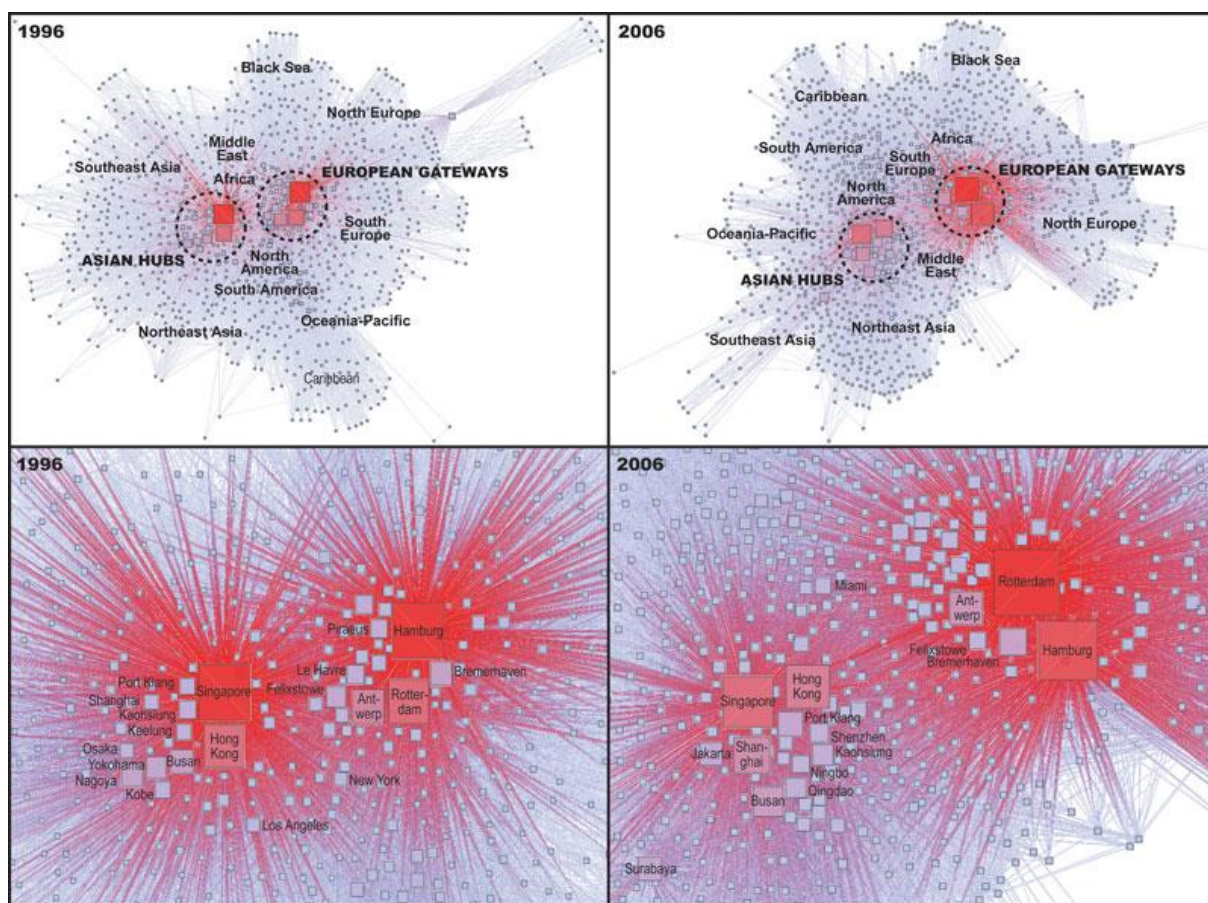 1996
Black Sea
North Europe
Middle
East
Southeast Asia
Africa
EUROPEAN GATEWAYS
South
Europe
ASIAN HUBS
North
America
South America
Oceania-Pacific
Northeast Asia
Caribbean
2006
Black Sea
Caribbean
Africa
South America
South
Europe
EUROPEAN GATEWAYS
North
America
North Europe
Oceania-Pacific
Middle
East
ASIAN HUBS
Northeast Asia
Southeast Asia
1996
Piraeus
Hamburg
Le Havre
Bremerhaven
Port Klang
Singapore
Felixstowe
Shanghai
Ant-
werp
Rotter-
dam
Kaohsiung
Keelung
Hong
Kong
Osaka
Busan
Yokohama
Nagoya
New York
Kobe
Los Angeles
2006
Rotterdam
Miami
Ant-
werp
Felixstowe
Hamburg
Bremerhaven
Hong
Kong
Singapore
Port Klang
Shenzhen
Jakarta
Shan-
ghai
Kaohsiung
Ningbo
Qingdao
Busan
Surabaya